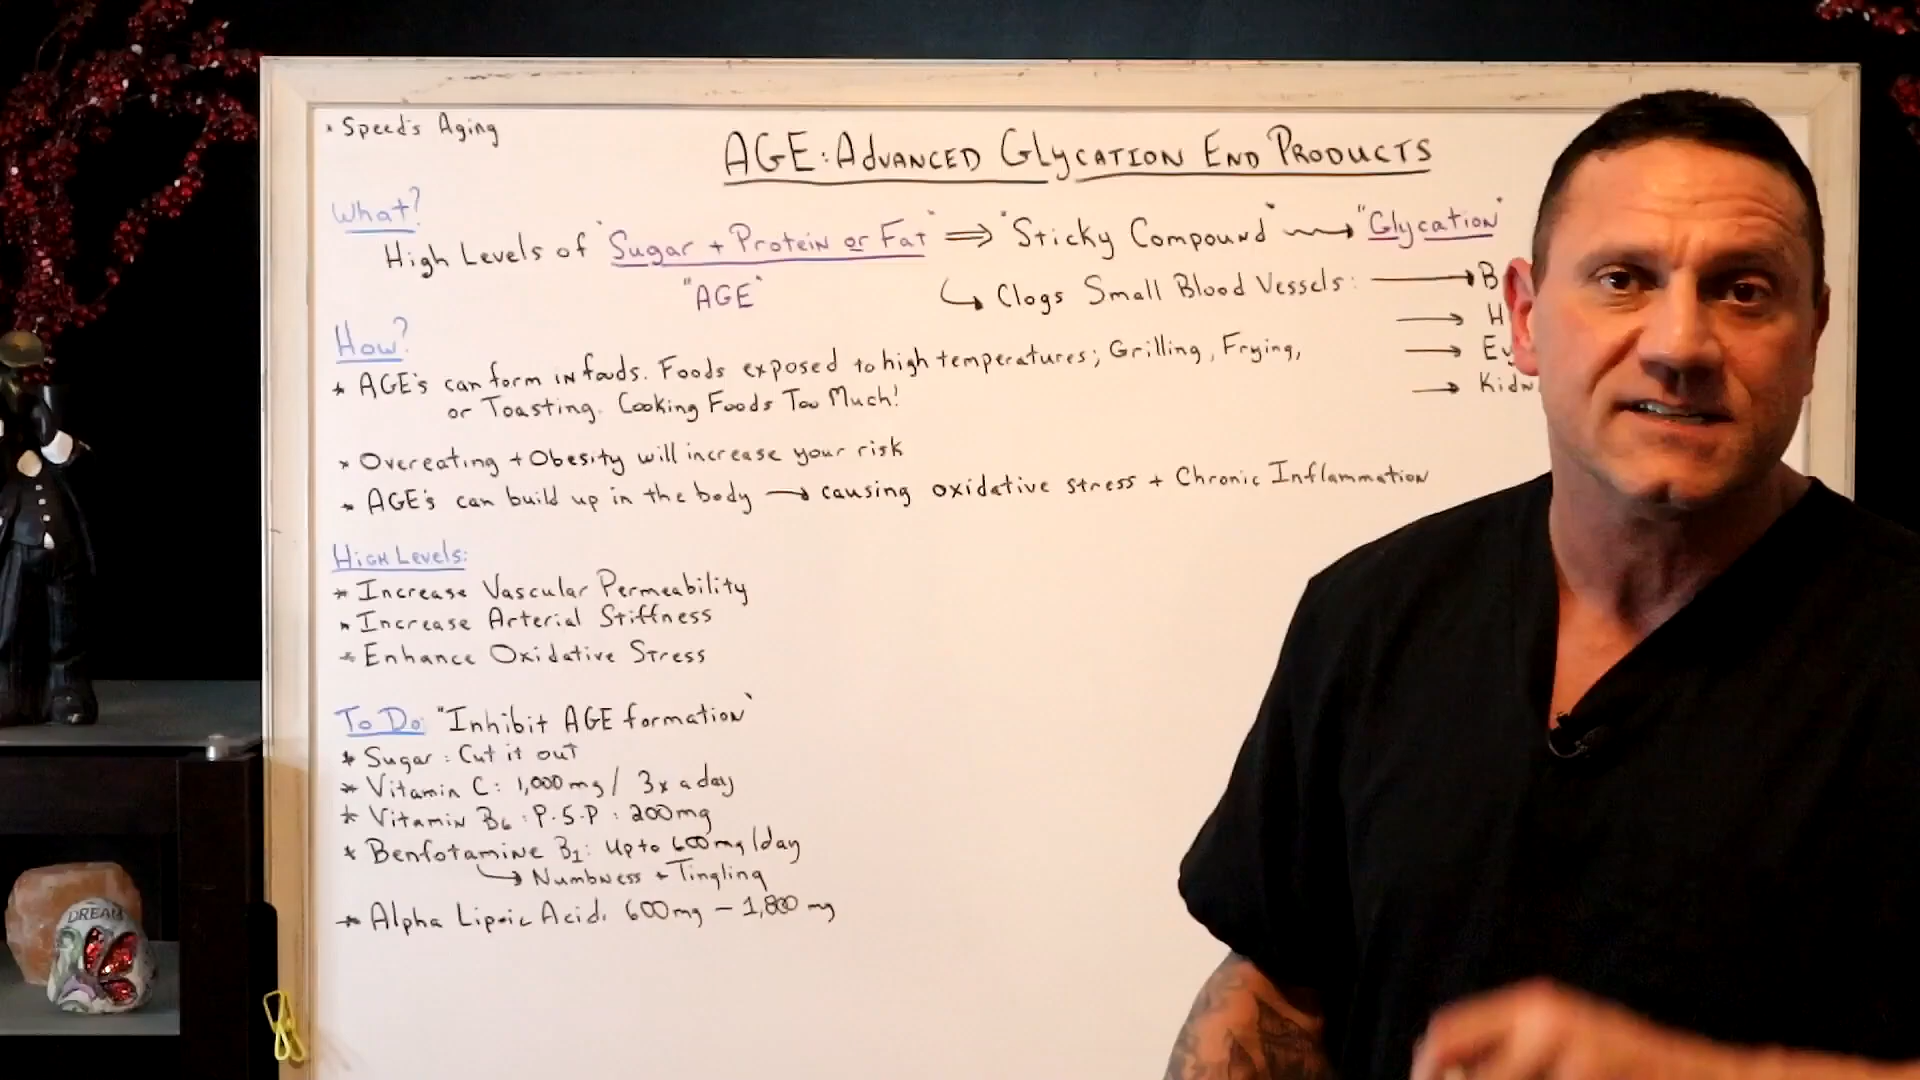 * Speeds Aging
AGE: ADVANCED GLYCATION END PRODUCTS
What?
High Levels of "Sugar + Protein or Fat" ⇒ "Sticky Compound" → "Glycation"
"AGE"
↳ Clogs Small Blood Vessels: → B
→ H
→ Ey
→ Kidn
How?
* AGE's can form in foods. Foods exposed to high temperatures; Grilling, Frying,
or Toasting. Cooking Foods Too Much!
* Overeating + Obesity will increase your risk
* AGE's can build up in the body → causing oxidative stress + Chronic Inflammation
High Levels:
* Increase Vascular Permeability
* Increase Arterial Stiffness
* Enhance Oxidative Stress
To Do: "Inhibit AGE formation"
* Sugar: Cut it out
* Vitamin C: 1,000mg / 3x a day
* Vitamin B6: P.5.P: 200mg
* Benfotamine B1: Up to 600mg/day
↳ Numbness + Tingling
* Alpha Lipoic Acid: 600mg – 1,800 mg
DREAM